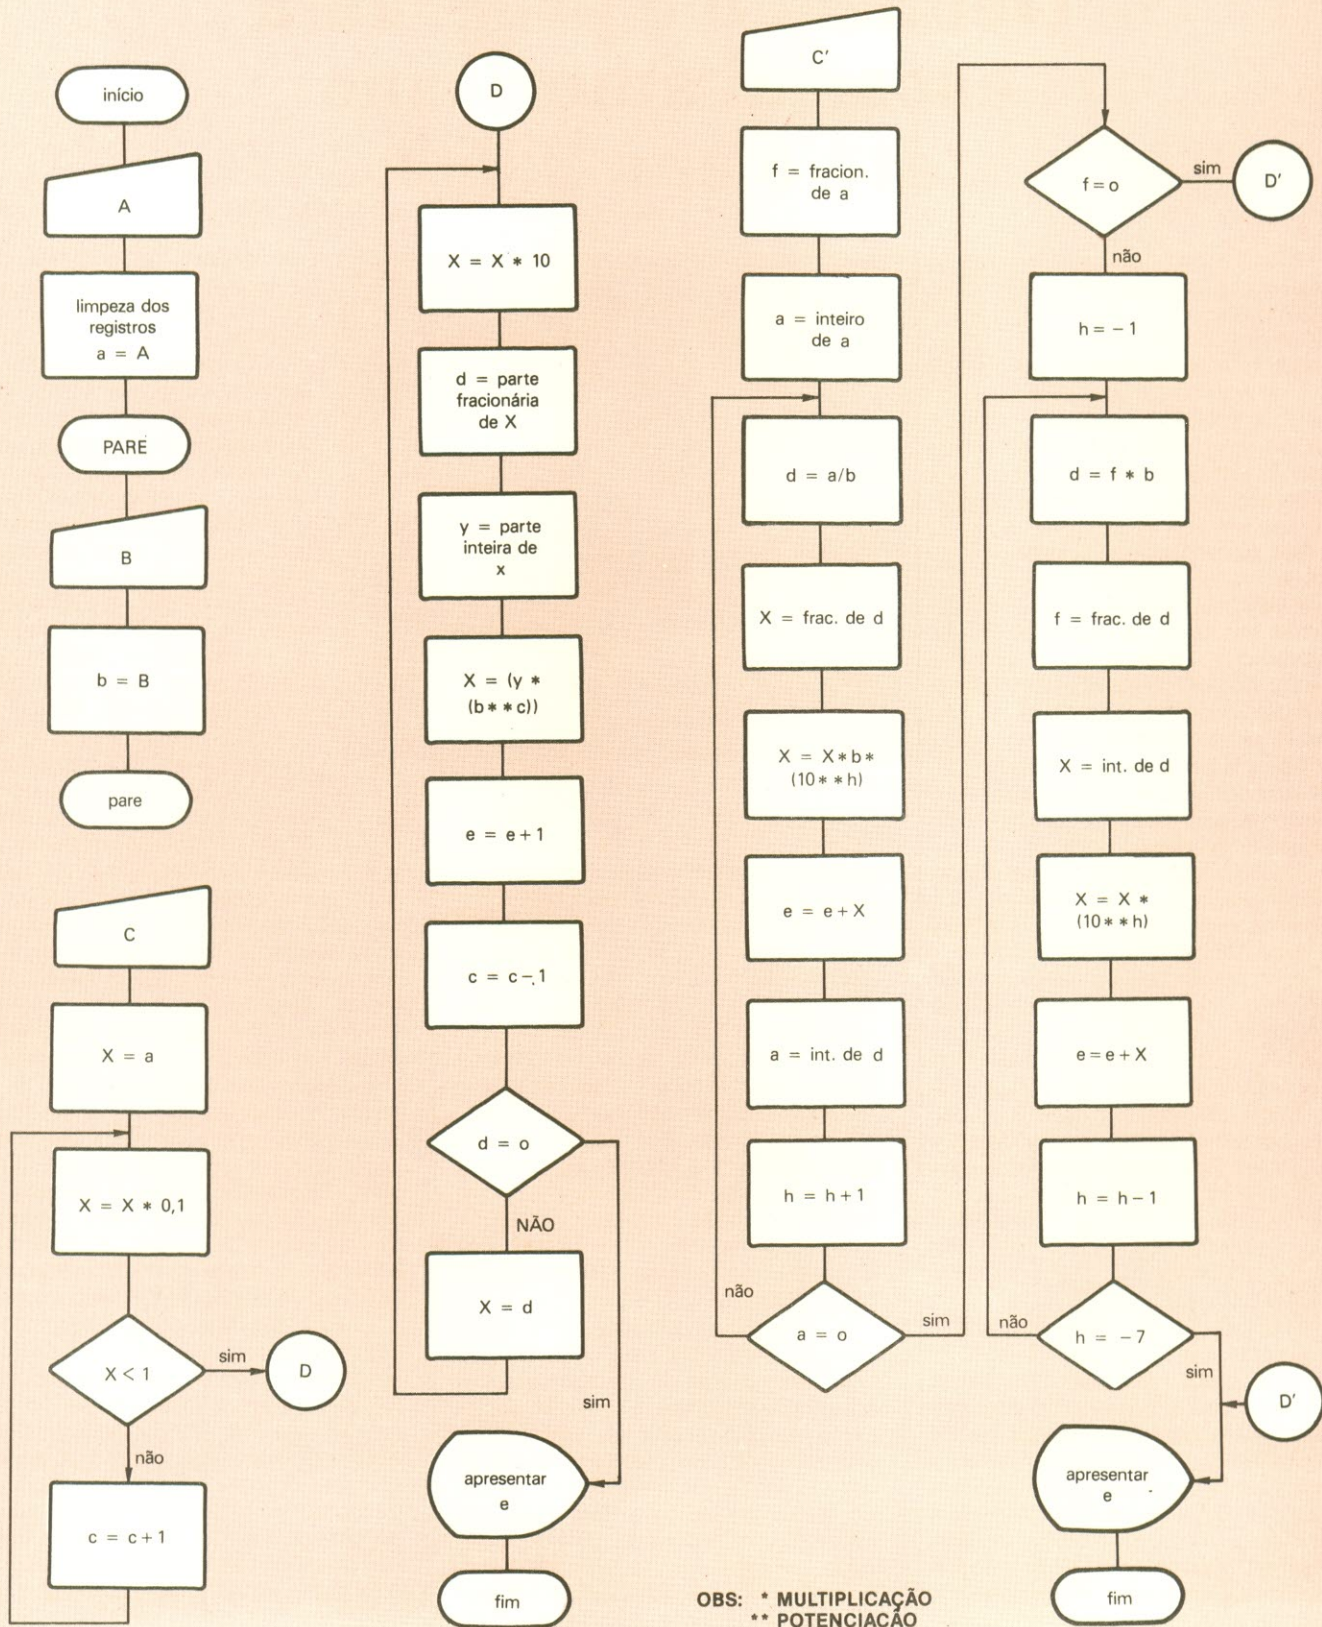 início
A
limpeza dos
registros
a = A
PARE
B
b = B
pare
C
X = a
X = X * 0,1
X < 1
sim
D
não
c = c + 1
D
X = X * 10
d = parte
fracionária
de X
y = parte
inteira de
x
X = (y *
(b * * c))
e = e + 1
c = c - 1
d = o
NÃO
X = d
sim
apresentar
e
fim
C'
f = fracion.
de a
a = inteiro
de a
d = a/b
X = frac. de d
X = X * b *
(10 * * h)
e = e + X
a = int. de d
h = h + 1
não
a = o
sim
f = o
sim
D'
não
h = - 1
d = f * b
f = frac. de d
X = int. de d
X = X *
(10 * * h)
e = e + X
h = h - 1
não
h = - 7
sim
D'
apresentar
e
fim
OBS: * MULTIPLICAÇÃO
** POTENCIAÇÃO